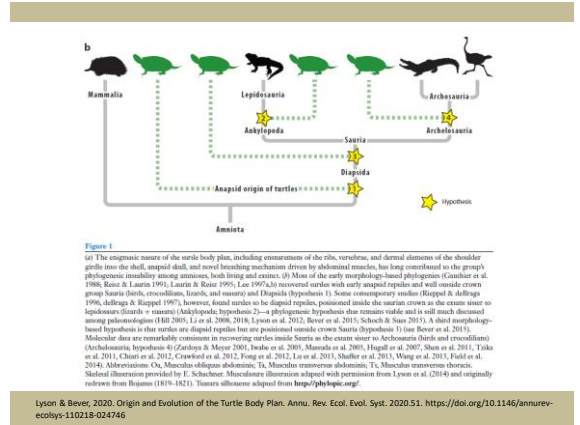 b
Mammalia
Lepidosauria
Archosauria
2
4
Ankylopoda
Archelosauria
Sauria
3
Diapsida
Anapsid origin of turtles
1
Hypothesis
Amniota
Figure 1
(a) The enigmatic nature of the turtle body plan, including ensnarement of the ribs, vertebrae, and dermal elements of the shoulder
girdle into the shell, anapsid skull, and novel breathing mechanism driven by abdominal muscles, has long contributed to the group's
phylogenetic instability among amniotes, both living and extinct. (b) Most of the early morphology-based phylogenies (Gauthier et al.
1988; Reisz & Laurin 1991; Laurin & Reisz 1995; Lee 1997a,b) recovered turtles with early anapsid reptiles and well outside crown
group Sauria (birds, crocodilians, lizards, and tuatara) and Diapsida (hypothesis 1). Some contemporary studies (Rieppel & deBraga
1996, deBraga & Rieppel 1997), however, found turtles to be diapsid reptiles, positioned inside the saurian crown as the extant sister to
lepidosaurs (lizards + tuatara) (Ankylopoda; hypothesis 2)—a phylogenetic hypothesis that remains viable and is still much discussed
among paleontologists (Hill 2005; Li et al. 2008, 2018; Lyson et al. 2012; Bever et al. 2015; Schoch & Sues 2015). A third morphology-
based hypothesis is that turtles are diapsid reptiles but are positioned outside crown Sauria (hypothesis 3) (see Bever et al. 2015).
Molecular data are remarkably consistent in recovering turtles inside Sauria as the extant sister to Archosauria (birds and crocodilians)
(Archelosauria; hypothesis 4) (Zardoya & Meyer 2001, Iwabe et al. 2005, Matsuda et al. 2005, Hugall et al. 2007, Shen et al. 2011, Tzika
et al. 2011, Chiari et al. 2012, Crawford et al. 2012, Fong et al. 2012, Lu et al. 2013, Shaffer et al. 2013, Wang et al. 2013, Field et al.
2014). Abbreviations: Oa, Musculus obliquus abdominis; Ta, Musculus transversus abdominis; Tt, Musculus transversus thoracis.
Skeletal illustration provided by E. Schachner. Musculature illustration adapted with permission from Lyson et al. (2014) and originally
redrawn from Bojanus (1819–1821). Tuatara silhouette adapted from http://phylopic.org/.
Lyson & Bever, 2020. Origin and Evolution of the Turtle Body Plan. Annu. Rev. Ecol. Evol. Syst. 2020.51. https://doi.org/10.1146/annurev-
ecolsys-110218-024746